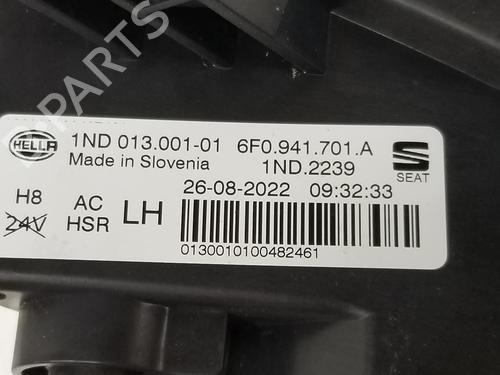 PARTS
HELLA
1ND 013.001-01 6F0.941.701.A
Made in Slovenia 1ND.2239
SEAT
26-08-2022 09:32:33
H8 AC
24V HSR LH
0130010100482461